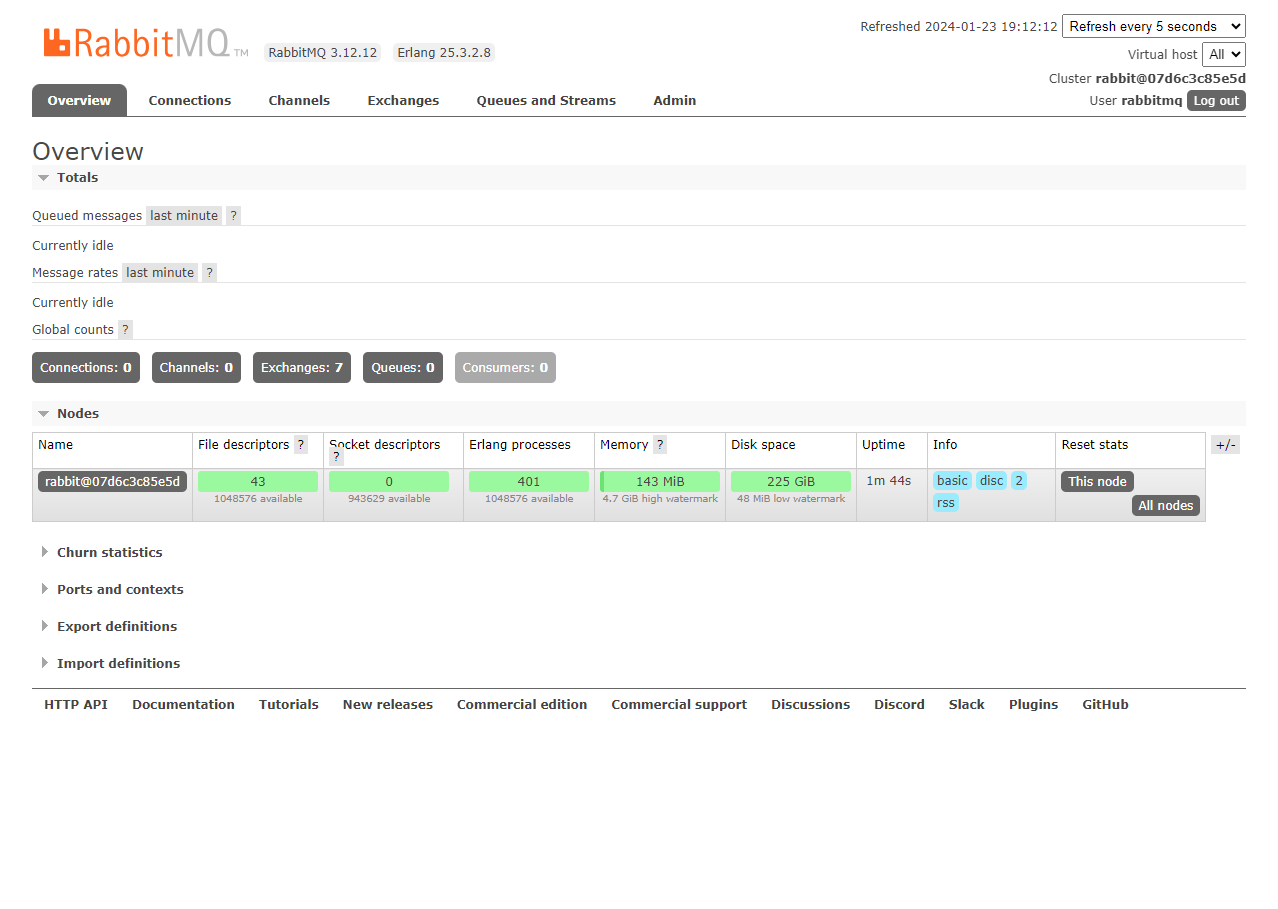 RabbitMQ TM RabbitMQ 3.12.12 Erlang 25.3.2.8
Refreshed 2024-01-23 19:12:12 Refresh every 5 seconds
Virtual host All
Cluster rabbit@07d6c3c85e5d
User rabbitmq Log out
Overview Connections Channels Exchanges Queues and Streams Admin
Overview
Totals
Queued messages last minute ?
Currently idle
Message rates last minute ?
Currently idle
Global counts ?
Connections: 0 Channels: 0 Exchanges: 7 Queues: 0 Consumers: 0
Nodes
Name File descriptors ? Socket descriptors ? Erlang processes Memory ? Disk space Uptime Info Reset stats +/-
rabbit@07d6c3c85e5d 43 0 401 143 MiB 225 GiB 1m 44s basic disc 2 This node
1048576 available 943629 available 1048576 available 4.7 GiB high watermark 48 MiB low watermark rss All nodes
Churn statistics
Ports and contexts
Export definitions
Import definitions
HTTP API Documentation Tutorials New releases Commercial edition Commercial support Discussions Discord Slack Plugins GitHub